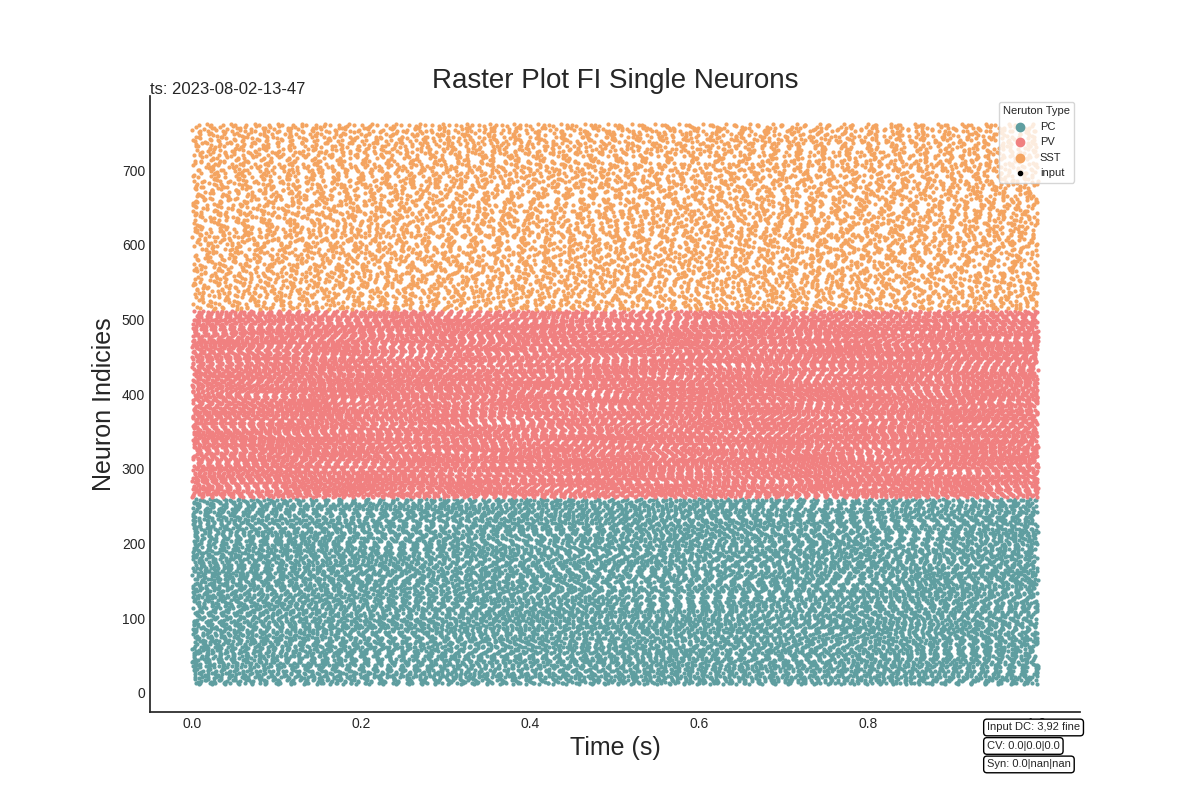 Raster Plot FI Single Neurons
ts: 2023-08-02-13-47
Neruton Type
PC
PV
SST
input
Neuron Indicies
700
600
500
400
300
200
100
0
0.0
0.2
0.4
0.6
0.8
Time (s)
Input DC: 3,92 fine
CV: 0.0|0.0|0.0
Syn: 0.0|nan|nan